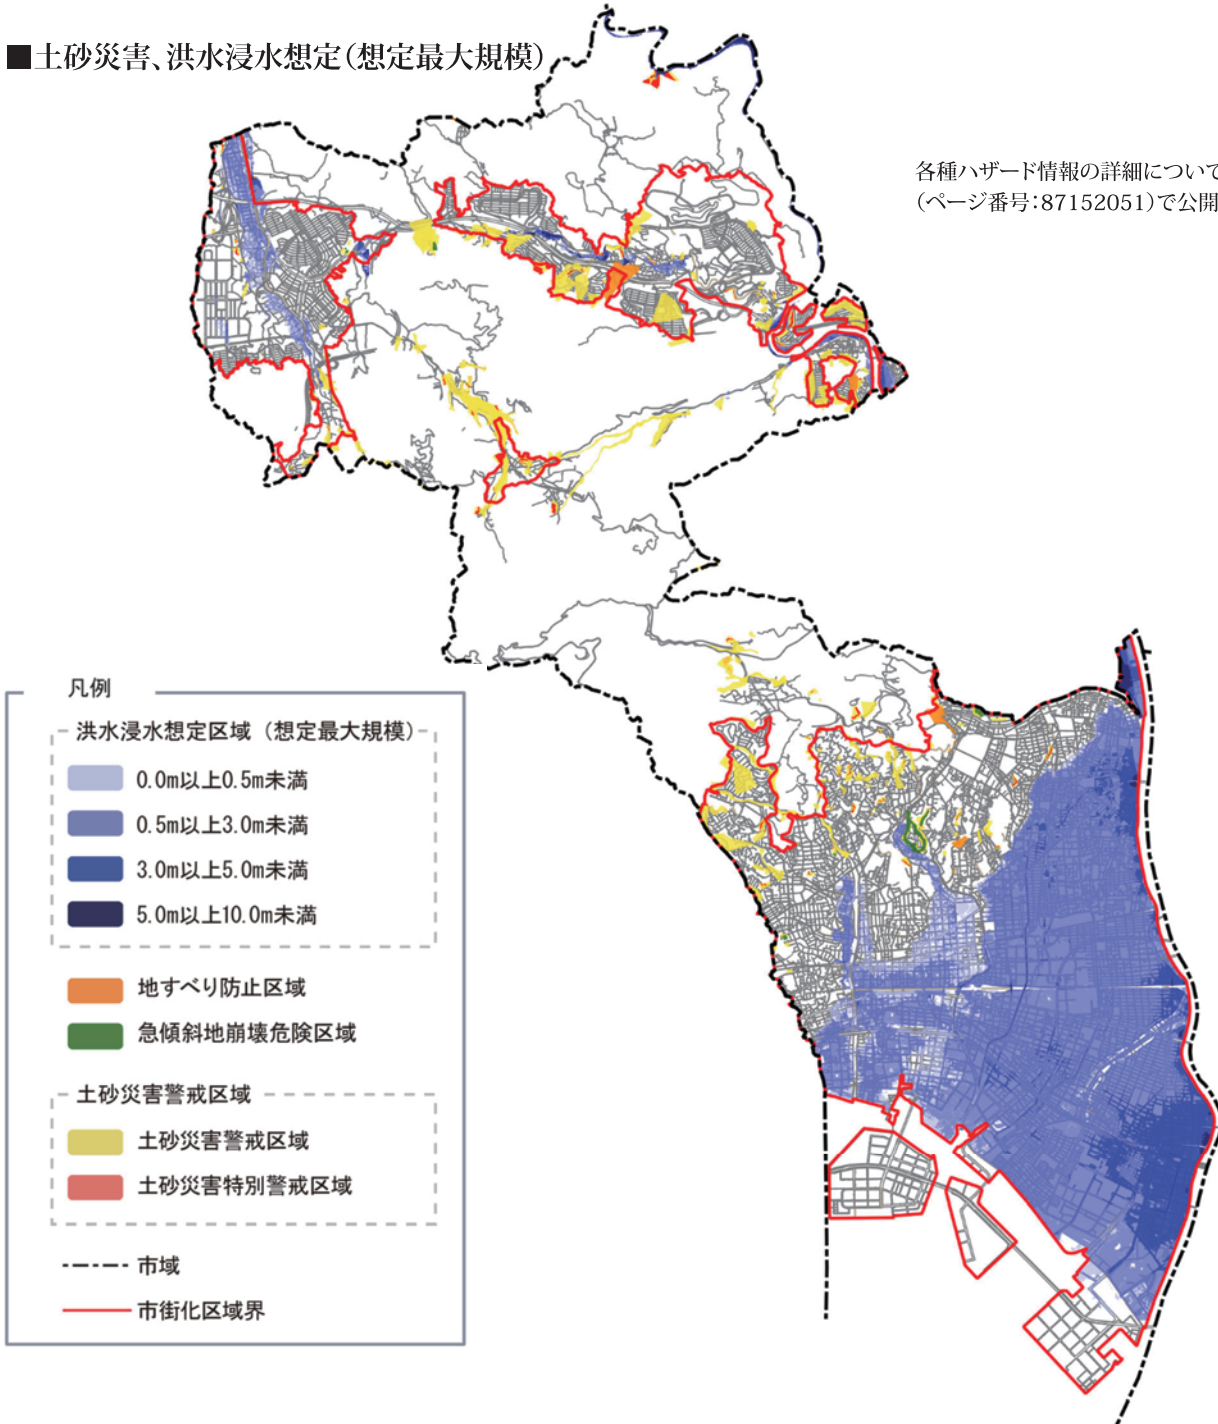 ■土砂災害、洪水浸水想定（想定最大規模）
各種ハザード情報の詳細について
（ページ番号：87152051）で公開
凡例
洪水浸水想定区域（想定最大規模）
0.0m以上0.5m未満
0.5m以上3.0m未満
3.0m以上5.0m未満
5.0m以上10.0m未満
地すべり防止区域
急傾斜地崩壊危険区域
土砂災害警戒区域
土砂災害警戒区域
土砂災害特別警戒区域
市域
市街化区域界